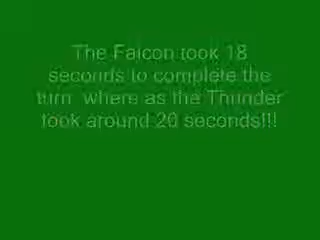 The Falcon took 18
seconds to complete the
turn where as the Thunder
took around 20 seconds!!!